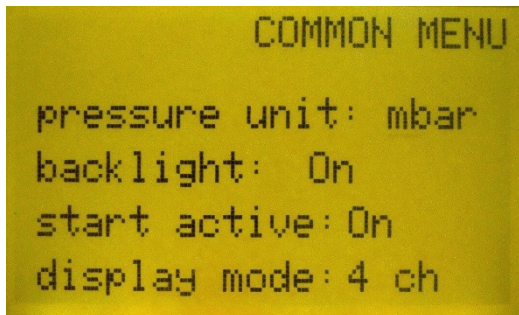 COMMON MENU
pressure unit: mbar
backlight: On
start active: On
display mode: 4 ch